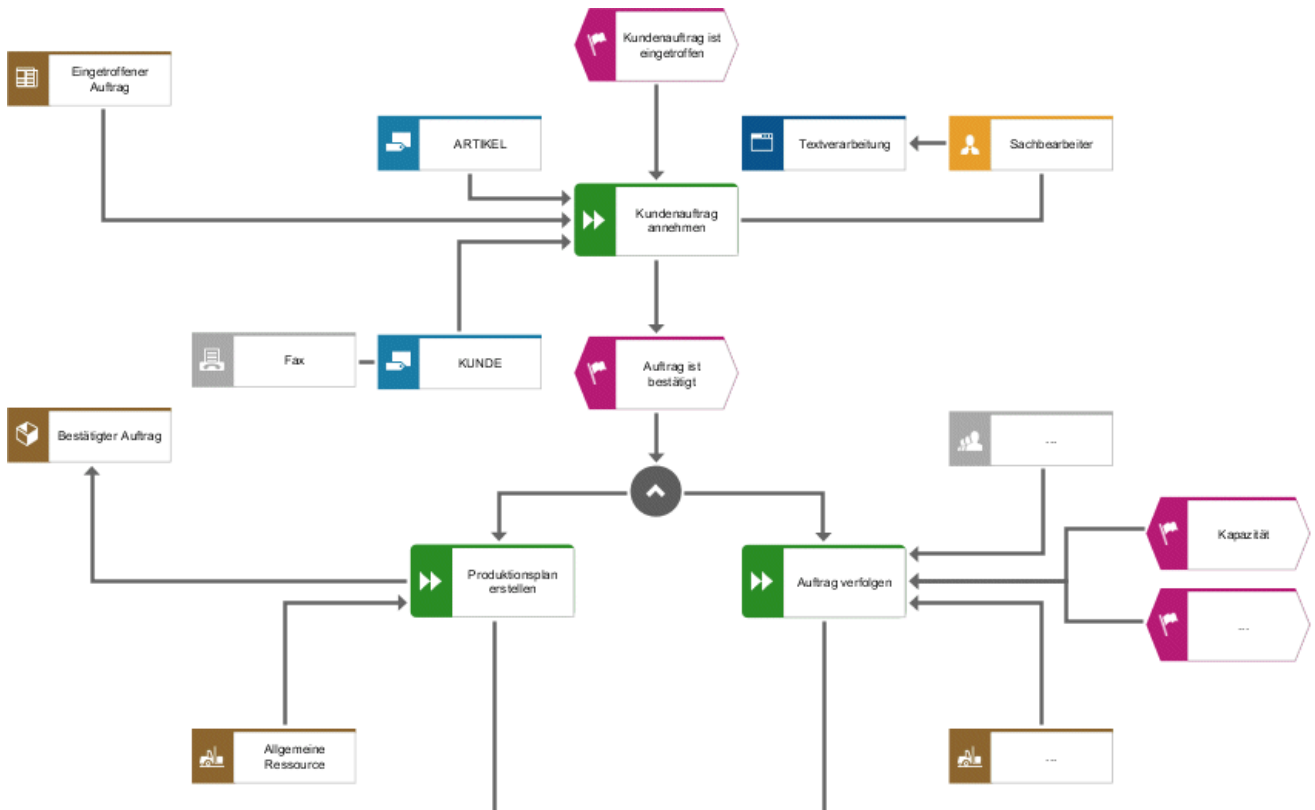 Kundenauftrag ist
eingetroffen
Eingetroffener
Auftrag
ARTIKEL
Textverarbeitung
Sachbearbeiter
Kundenauftrag
annehmen
Fax
KUNDE
Auftrag ist
bestätigt
Bestätigter Auftrag
...
Kapazität
Produktionsplan
erstellen
Auftrag verfolgen
...
Allgemeine
Ressource
...